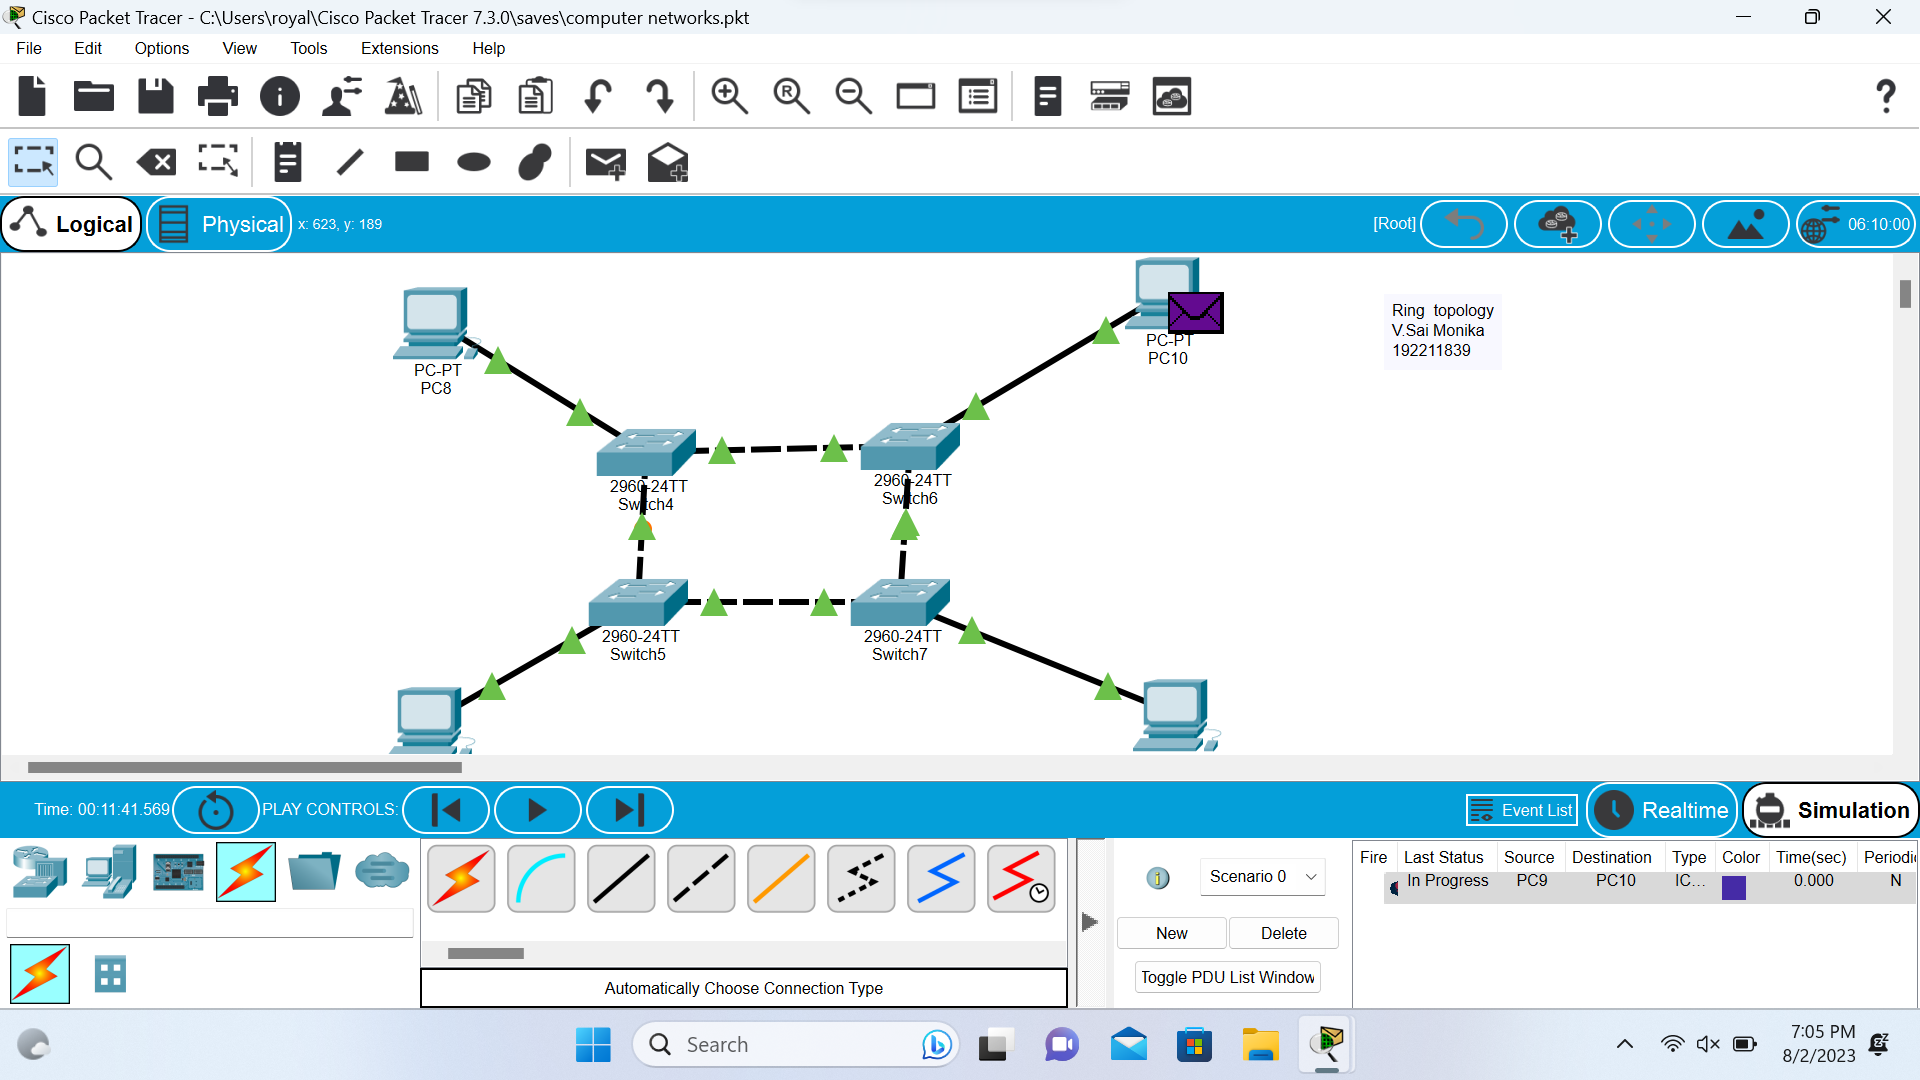 Cisco Packet Tracer - C:\Users\royal\Cisco Packet Tracer 7.3.0\saves\computer networks.pkt
File Edit Options View Tools Extensions Help
Logical Physical x: 623, y: 189 [Root] 06:10:00
PC-PT
PC8
PC-PT
PC10
Ring topology
V.Sai Monika
192211839
2960-24TT
Switch4
2960-24TT
Switch6
2960-24TT
Switch5
2960-24TT
Switch7
Time: 00:11:41.569 PLAY CONTROLS: Event List Realtime Simulation
Fire Last Status Source Destination Type Color Time(sec) Periodic
In Progress PC9 PC10 IC... 0.000 N
Scenario 0
New Delete
Toggle PDU List Window
Automatically Choose Connection Type
Search
7:05 PM
8/2/2023